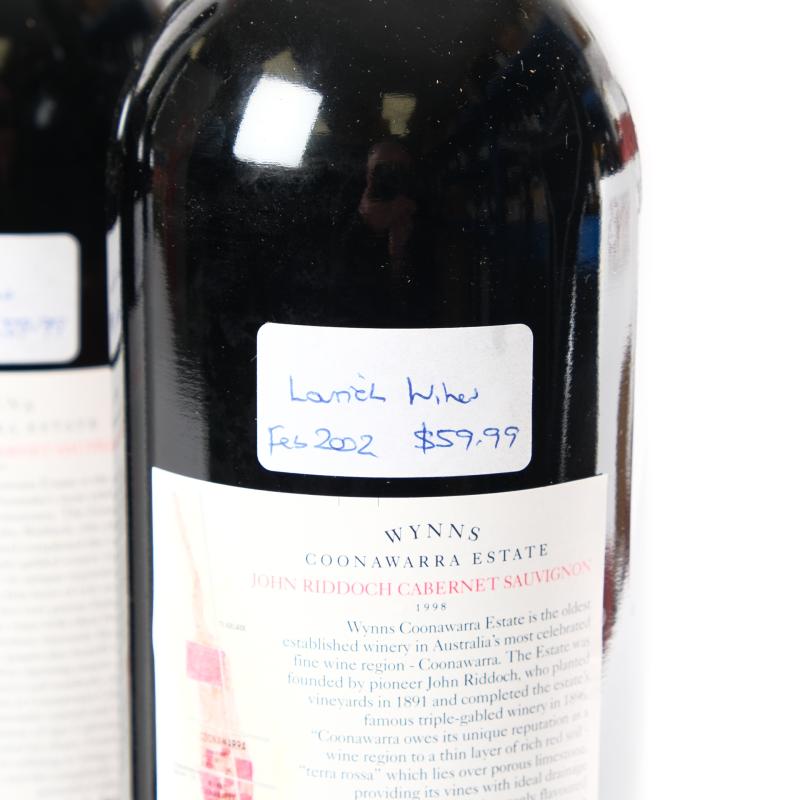 Wines
Feb 2002 $59.99
WYNNS
COONAWARRA ESTATE
JOHN RIDDOCH CABERNET SAUVIGNON
1998
Wynns Coonawarra Estate is the oldest
established winery in Australia's most celebrated
fine wine region - Coonawarra. The Estate was
founded by pioneer John Riddoch, who planted
vineyards in 1891 and completed the estate's
famous triple-gabled winery in 1896.
"Coonawarra owes its unique reputation as a
wine region to a thin layer of rich red soil -
"terra rossa" which lies over porous limestone,
providing its vines with ideal drainage
flavoured
COONAWARRA